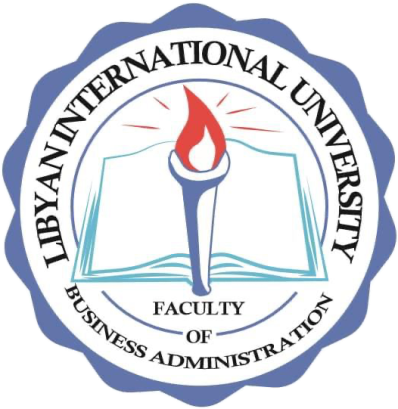 LIBYAN INTERNATIONAL UNIVERSITY
FACULTY
OF
BUSINESS ADMINISTRATION